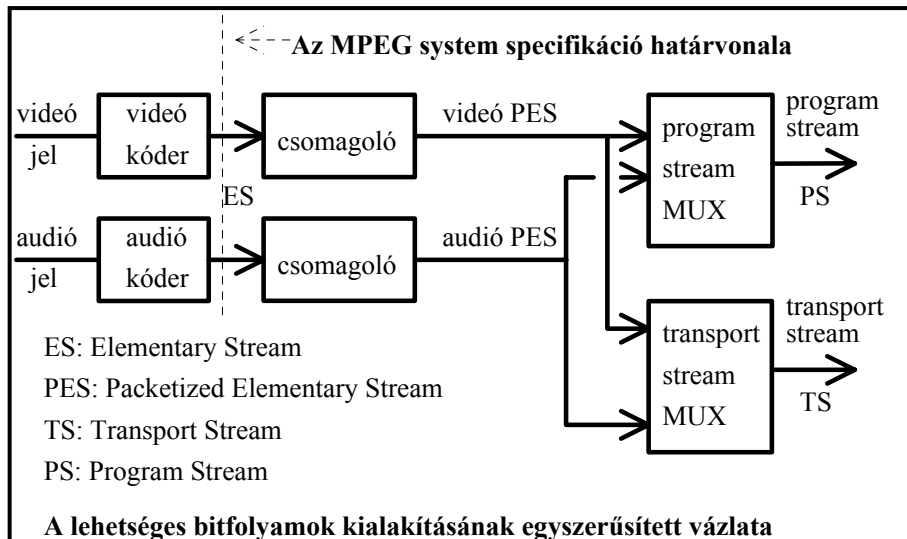 Az MPEG system specifikáció határvonala
videó
jel
videó
kóder
csomagoló
videó PES
program
stream
MUX
program
stream
PS
ES
audió
jel
audió
kóder
csomagoló
audió PES
transport
stream
MUX
transport
stream
TS
ES: Elementary Stream
PES: Packetized Elementary Stream
TS: Transport Stream
PS: Program Stream
A lehetséges bitfolyamok kialakításának egyszerűsített vázlata